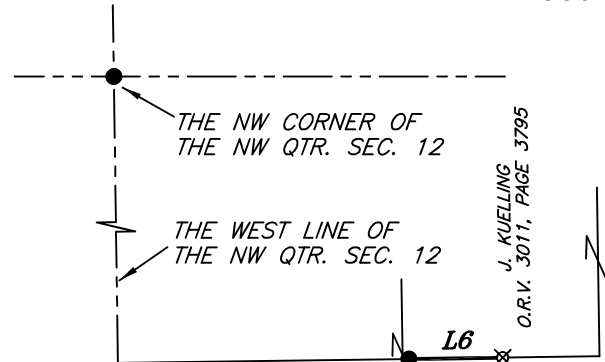 THE NW CORNER OF
THE NW QTR. SEC. 12
J. KUELLING
O.R.V. 3011, PAGE 3795
THE WEST LINE OF
THE NW QTR. SEC. 12
L6